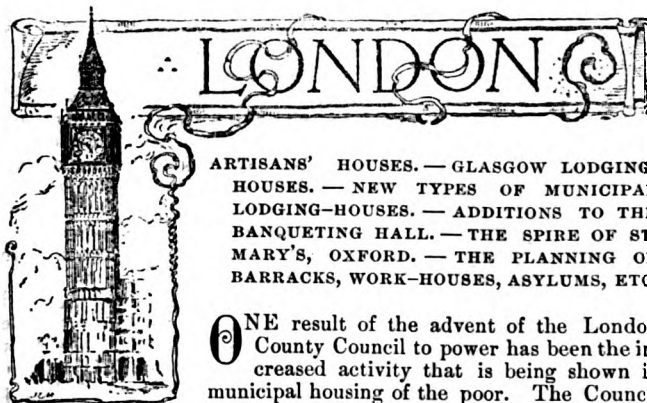 LONDON
ARTISANS' HOUSES. — GLASGOW LODGING
HOUSES. — NEW TYPES OF MUNICIPA
LODGING-HOUSES. — ADDITIONS TO TH
BANQUETING HALL. — THE SPIRE OF ST
MARY'S, OXFORD. — THE PLANNING O
BARRACKS, WORK-HOUSES, ASYLUMS, ETC
ONE result of the advent of the Londo
County Council to power has been the in
creased activity that is being shown i
municipal housing of the poor. The Counc